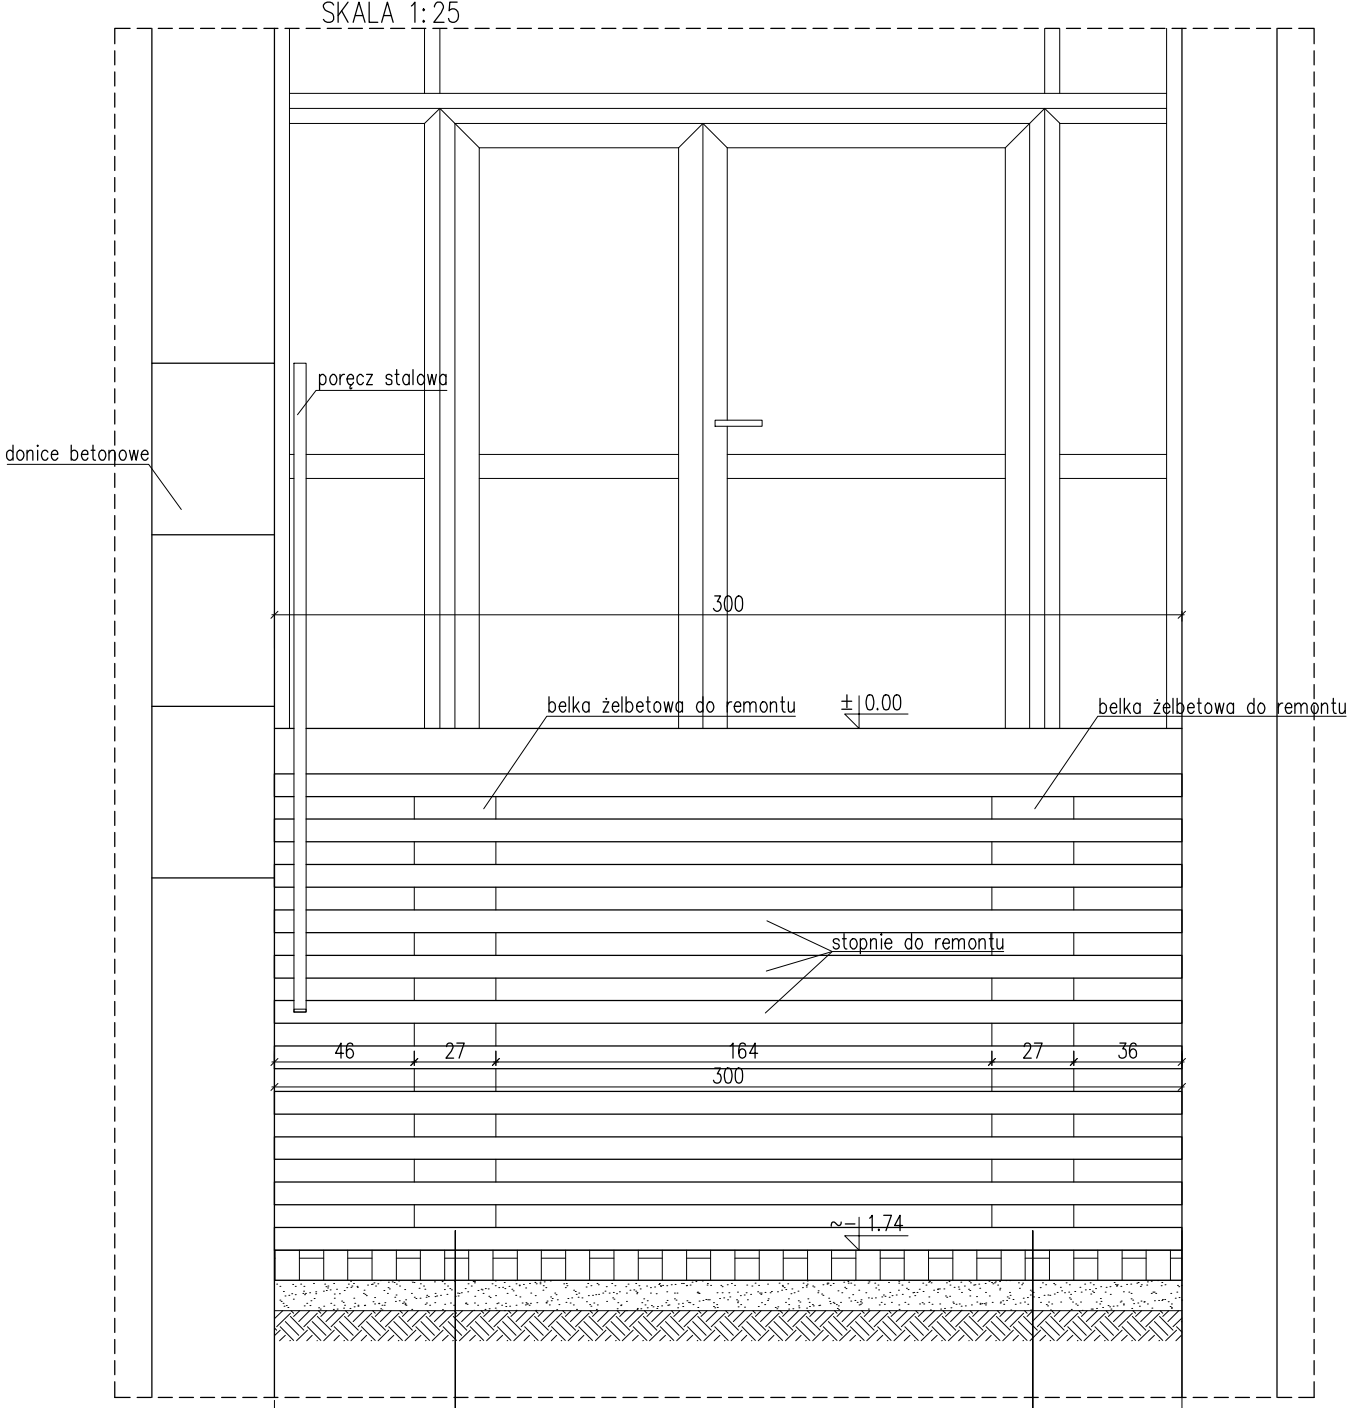 SKALA 1:25
poręcz stalowa
donice betonowe
300
belka żelbetowa do remontu
± 0.00
belka żelbetowa do remontu
stopnie do remontu
46
27
164
27
36
300
~- 1.74